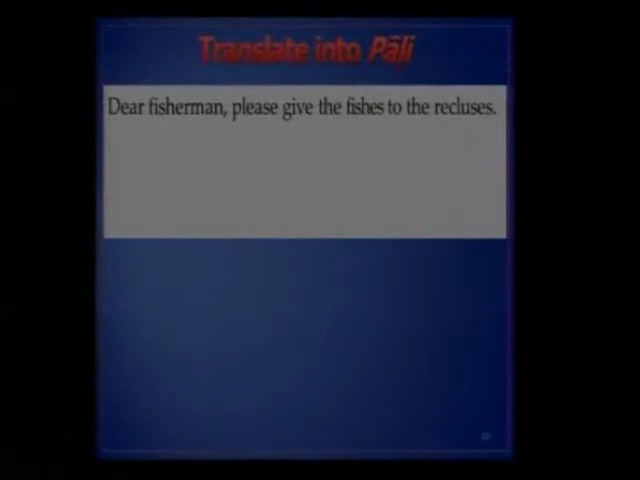 Translate into Pāḷi
Dear fisherman, please give the fishes to the recluses.